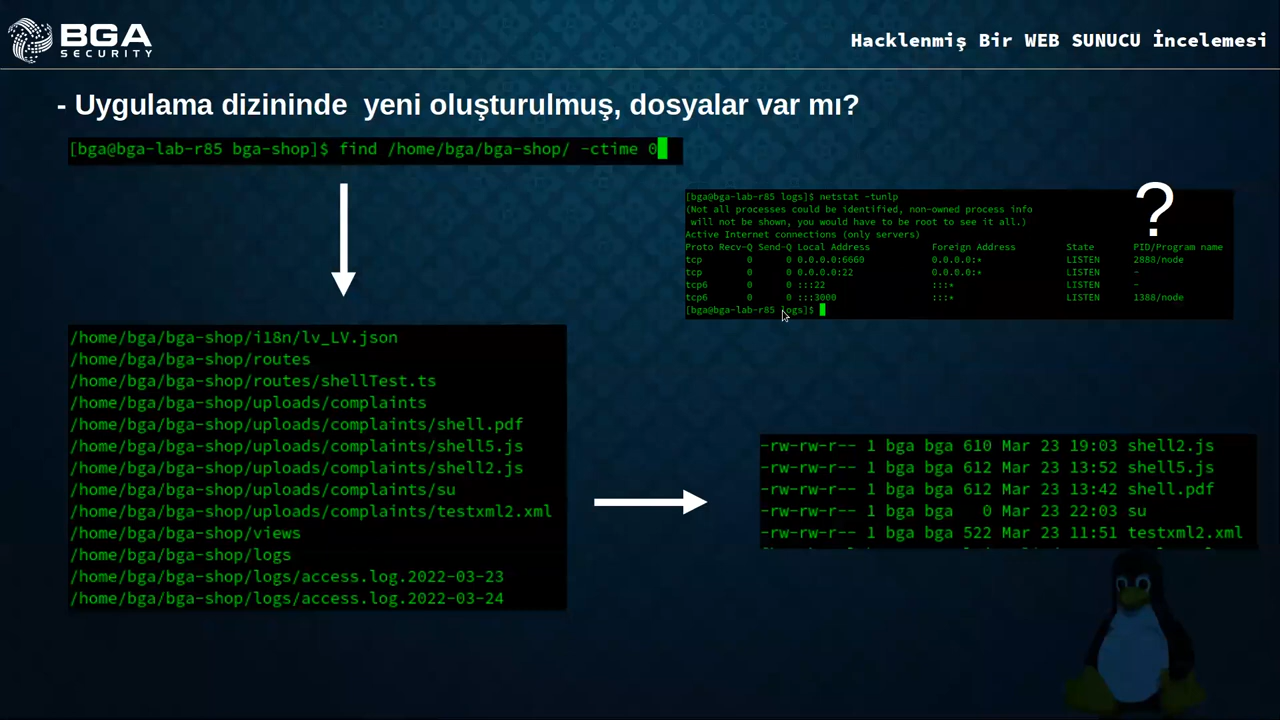 BGA
SECURITY
Hacklenmiş Bir WEB SUNUCU İncelemesi
- Uygulama dizininde yeni oluşturulmuş, dosyalar var mı?
[bga@bga-lab-r85 bga-shop]$ find /home/bga/bga-shop/ -ctime 0
[bga@bga-lab-r85 logs]$ netstat -tunlp
(Not all processes could be identified, non-owned process info
will not be shown, you would have to be root to see it all.)
Active Internet connections (only servers)
Proto Recv-Q Send-Q Local Address Foreign Address State PID/Program name
tcp 0 0 0.0.0.0:6669 0.0.0.0:* LISTEN 2888/node
tcp 0 0 0.0.0.0:22 0.0.0.0:* LISTEN -
tcp6 0 0 :::22 :::* LISTEN -
tcp6 0 0 :::3000 :::* LISTEN 1388/node
[bga@bga-lab-r85 logs]$
?
/home/bga/bga-shop/i18n/lv_LV.json
/home/bga/bga-shop/routes
/home/bga/bga-shop/routes/shellTest.ts
/home/bga/bga-shop/uploads/complaints
/home/bga/bga-shop/uploads/complaints/shell.pdf
/home/bga/bga-shop/uploads/complaints/shell5.js
/home/bga/bga-shop/uploads/complaints/shell2.js
/home/bga/bga-shop/uploads/complaints/su
/home/bga/bga-shop/uploads/complaints/testxml2.xml
/home/bga/bga-shop/views
/home/bga/bga-shop/logs
/home/bga/bga-shop/logs/access.log.2022-03-23
/home/bga/bga-shop/logs/access.log.2022-03-24
-rw-rw-r-- 1 bga bga 610 Mar 23 19:03 shell2.js
-rw-rw-r-- 1 bga bga 612 Mar 23 13:52 shell5.js
-rw-rw-r-- 1 bga bga 612 Mar 23 13:42 shell.pdf
-rw-rw-r-- 1 bga bga 0 Mar 23 22:03 su
-rw-rw-r-- 1 bga bga 522 Mar 23 11:51 testxml2.xml